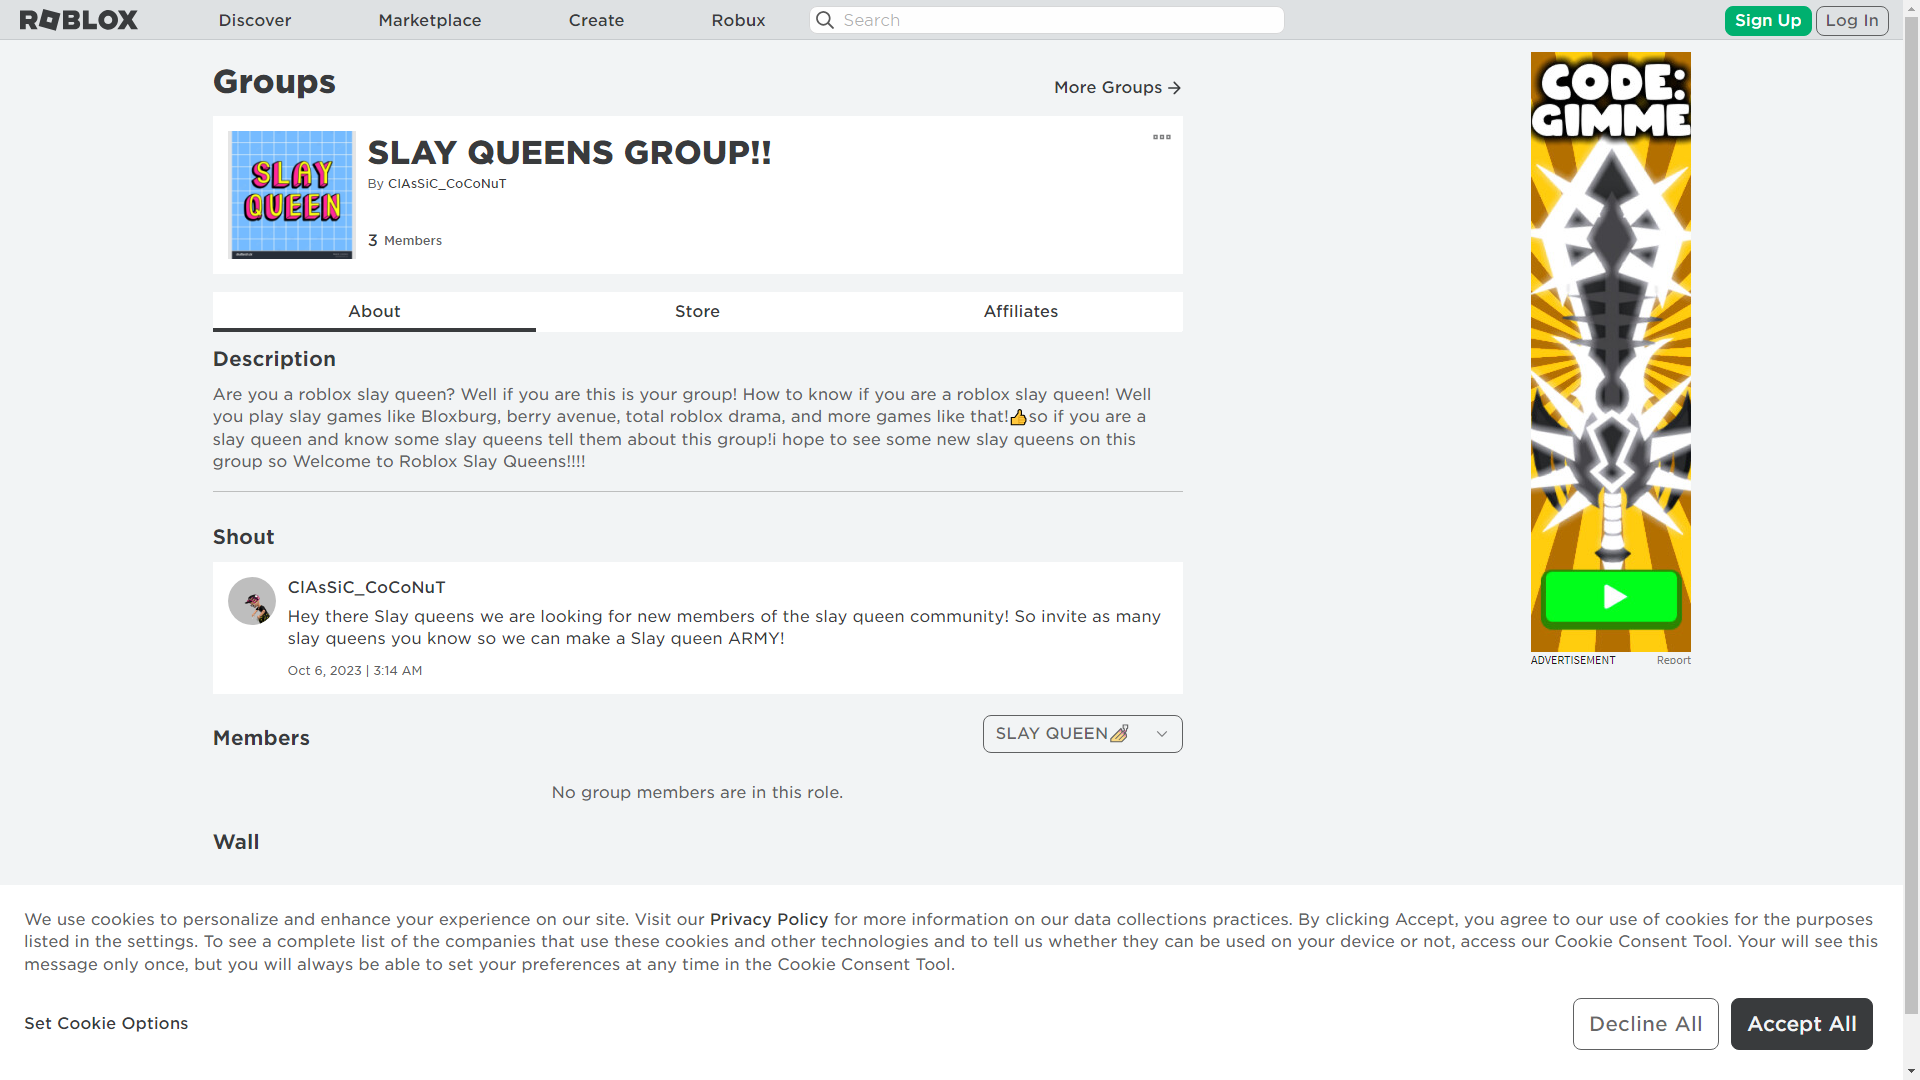 ROBLOX
Discover
Marketplace
Create
Robux
Search
Sign Up
Log In
Groups
More Groups
SLAY QUEEN
SLAY QUEENS GROUP!!
By ClAsSiC_CoCoNuT
3 Members
CODE:
GIMME
About
Store
Affiliates
Description
Are you a roblox slay queen? Well if you are this is your group! How to know if you are a roblox slay queen! Well
you play slay games like Bloxburg, berry avenue, total roblox drama, and more games like that!👍so if you are a
slay queen and know some slay queens tell them about this group!i hope to see some new slay queens on this
group so Welcome to Roblox Slay Queens!!!!
Shout
ClAsSiC_CoCoNuT
Hey there Slay queens we are looking for new members of the slay queen community! So invite as many
slay queens you know so we can make a Slay queen ARMY!
Oct 6, 2023 | 3:14 AM
ADVERTISEMENT
Report
Members
SLAY QUEEN💅
No group members are in this role.
Wall
We use cookies to personalize and enhance your experience on our site. Visit our Privacy Policy for more information on our data collections practices. By clicking Accept, you agree to our use of cookies for the purposes
listed in the settings. To see a complete list of the companies that use these cookies and other technologies and to tell us whether they can be used on your device or not, access our Cookie Consent Tool. Your will see this
message only once, but you will always be able to set your preferences at any time in the Cookie Consent Tool.
Set Cookie Options
Decline All
Accept All